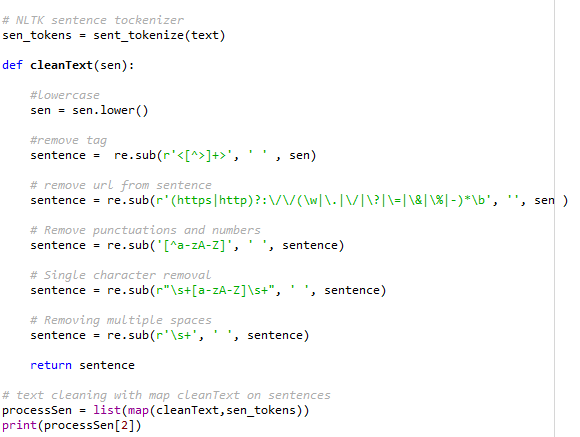 # NLTK sentence tockenizer
sen_tokens = sent_tokenize(text)
def cleanText(sen):
#lowercase
sen = sen.lower()
#remove tag
sentence =  re.sub(r'<[^>]+>', ' ' , sen)
# remove url from sentence
sentence = re.sub(r'(https|http)?:\/\/(\w|\.|\/|\?|\=|\&|\%|-)*\b', '', sen )
# Remove punctuations and numbers
sentence = re.sub('[^a-zA-Z]', ' ', sentence)
# Single character removal
sentence = re.sub(r"\s+[a-zA-Z]\s+", ' ', sentence)
# Removing multiple spaces
sentence = re.sub(r'\s+', ' ', sentence)
return sentence
# text cleaning with map cleanText on sentences
processSen = list(map(cleanText,sen_tokens))
print(processSen[2])